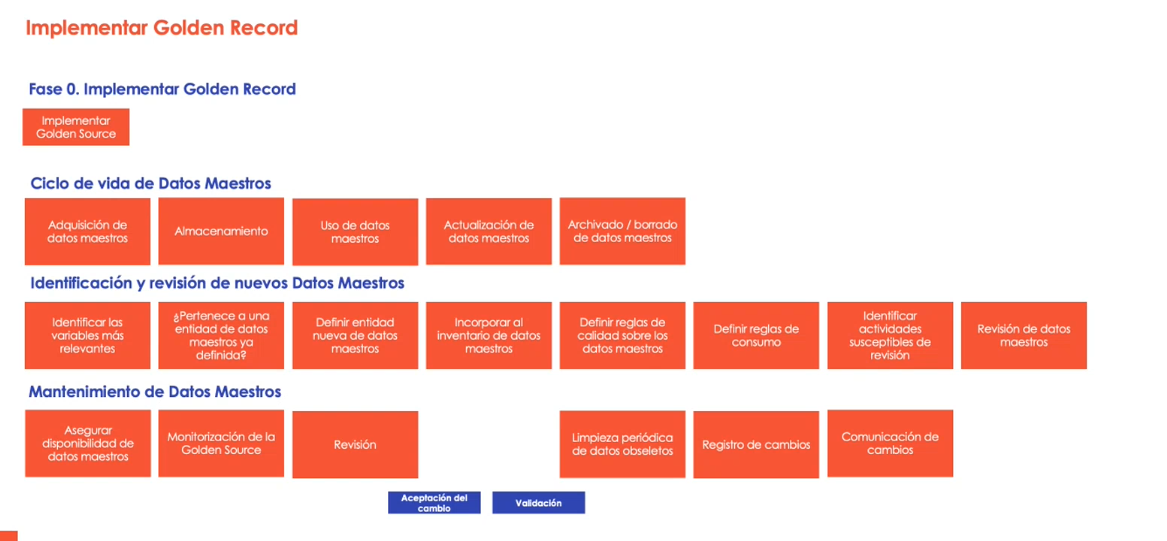 Implementar Golden Record
Fase 0. Implementar Golden Record
Implementar
Golden Source
Ciclo de vida de Datos Maestros
Adquisición de
datos maestros
Almacenamiento
Uso de datos
maestros
Actualización de
datos maestros
Archivado / borrado
de datos maestros
Identificación y revisión de nuevos Datos Maestros
Identificar las
variables más
relevantes
¿Pertenece a una
entidad de datos
maestros ya
definida?
Definir entidad
nueva de datos
maestros
Incorporar al
inventario de datos
maestros
Definir reglas de
calidad sobre los
datos maestros
Definir reglas de
consumo
Identificar
actividades
susceptibles de
revisión
Revisión de datos
maestros
Mantenimiento de Datos Maestros
Asegurar
disponibilidad de
datos maestros
Monitorización de la
Golden Source
Revisión
Limpieza periódica
de datos obseletos
Registro de cambios
Comunicación de
cambios
Aceptación del
cambio
Validación